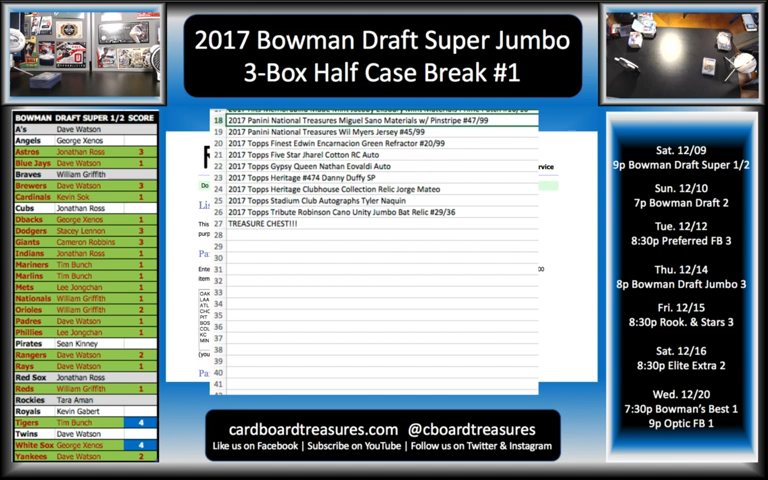 2017 Bowman Draft Super Jumbo
3-Box Half Case Break #1
BOWMAN DRAFT SUPER 1/2 SCORE
A's Dave Watson
Angels George Xenos
Astros Jonathan Ross 3
Blue Jays Dave Watson 1
Braves William Griffith
Brewers Dave Watson 3
Cardinals Kevin Sok 1
Cubs Jonathan Ross
Dbacks George Xenos 1
Dodgers Stacey Lennon 3
Giants Cameron Robbins 3
Indians Jonathan Ross 1
Mariners Tim Bunch 1
Marlins Tim Bunch 1
Mets Lee Jongchan 1
Nationals William Griffith 1
Orioles William Griffith 2
Padres Dave Watson 1
Phillies Lee Jongchan 1
Pirates Sean Kinney
Rangers Dave Watson 2
Rays Dave Watson 1
Red Sox Jonathan Ross
Reds William Griffith 1
Rockies Tara Aman
Royals Kevin Gabert
Tigers Tim Bunch 4
Twins Dave Watson
White Sox George Xenos 4
Yankees Dave Watson 2
18 2017 Panini National Treasures Miguel Sano Materials w/ Pinstripe #47/99
19 2017 Panini National Treasures Wil Myers Jersey #45/99
20 2017 Topps Finest Edwin Encarnacion Green Refractor #20/99
21 2017 Topps Five Star Jharel Cotton RC Auto
22 2017 Topps Gypsy Queen Nathan Eovaldi Auto
23 2017 Topps Heritage #474 Danny Duffy SP
24 2017 Topps Heritage Clubhouse Collection Relic Jorge Mateo
25 2017 Topps Stadium Club Autographs Tyler Naquin
26 2017 Topps Tribute Robinson Cano Unity Jumbo Bat Relic #29/36
27 TREASURE CHEST!!!
28
29
30
31
32
33
34
35
36
37
38
39
40
41
Sat. 12/09
9p Bowman Draft Super 1/2
Sun. 12/10
7p Bowman Draft 2
Tue. 12/12
8:30p Preferred FB 3
Thu. 12/14
8p Bowman Draft Jumbo 3
Fri. 12/15
8:30p Rook. & Stars 3
Sat. 12/16
8:30p Elite Extra 2
Wed. 12/20
7:30p Bowman's Best 1
9p Optic FB 1
cardboardtreasures.com @cboardtreasures
Like us on Facebook | Subscribe on YouTube | Follow us on Twitter & Instagram